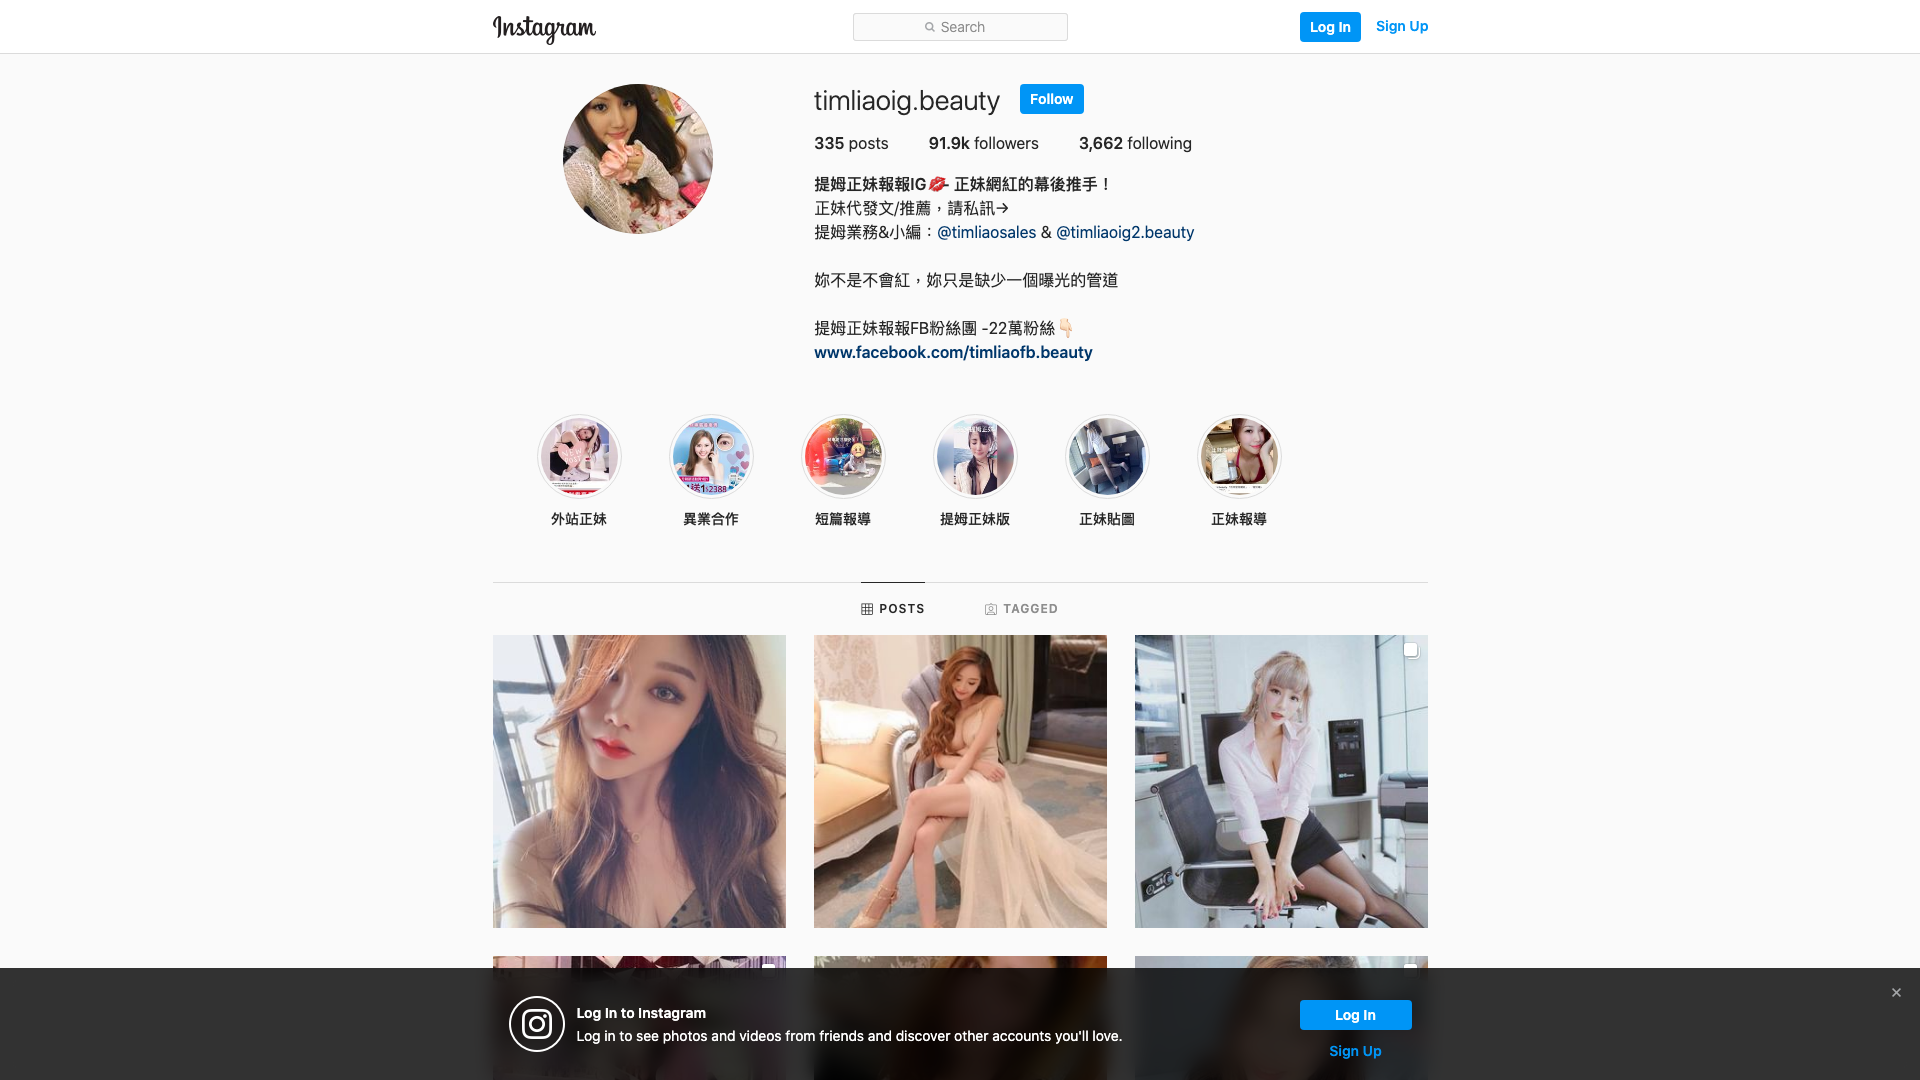 Instagram
Search
Log In
Sign Up
timliaoig.beauty
Follow
335 posts
91.9k followers
3,662 following
提姆正妹報報IG💋- 正妹網紅的幕後推手！
正妹代發文/推薦，請私訊→
提姆業務&小編：@timliaosales & @timliaoig2.beauty
妳不是不會紅，妳只是缺少一個曝光的管道
提姆正妹報報FB粉絲團 -22萬粉絲👇🏻
www.facebook.com/timliaofb.beauty
外站正妹
異業合作
短篇報導
提姆正妹版
正妹貼圖
正妹報導
POSTS
TAGGED
Log In to Instagram
Log in to see photos and videos from friends and discover other accounts you'll love.
Log In
Sign Up